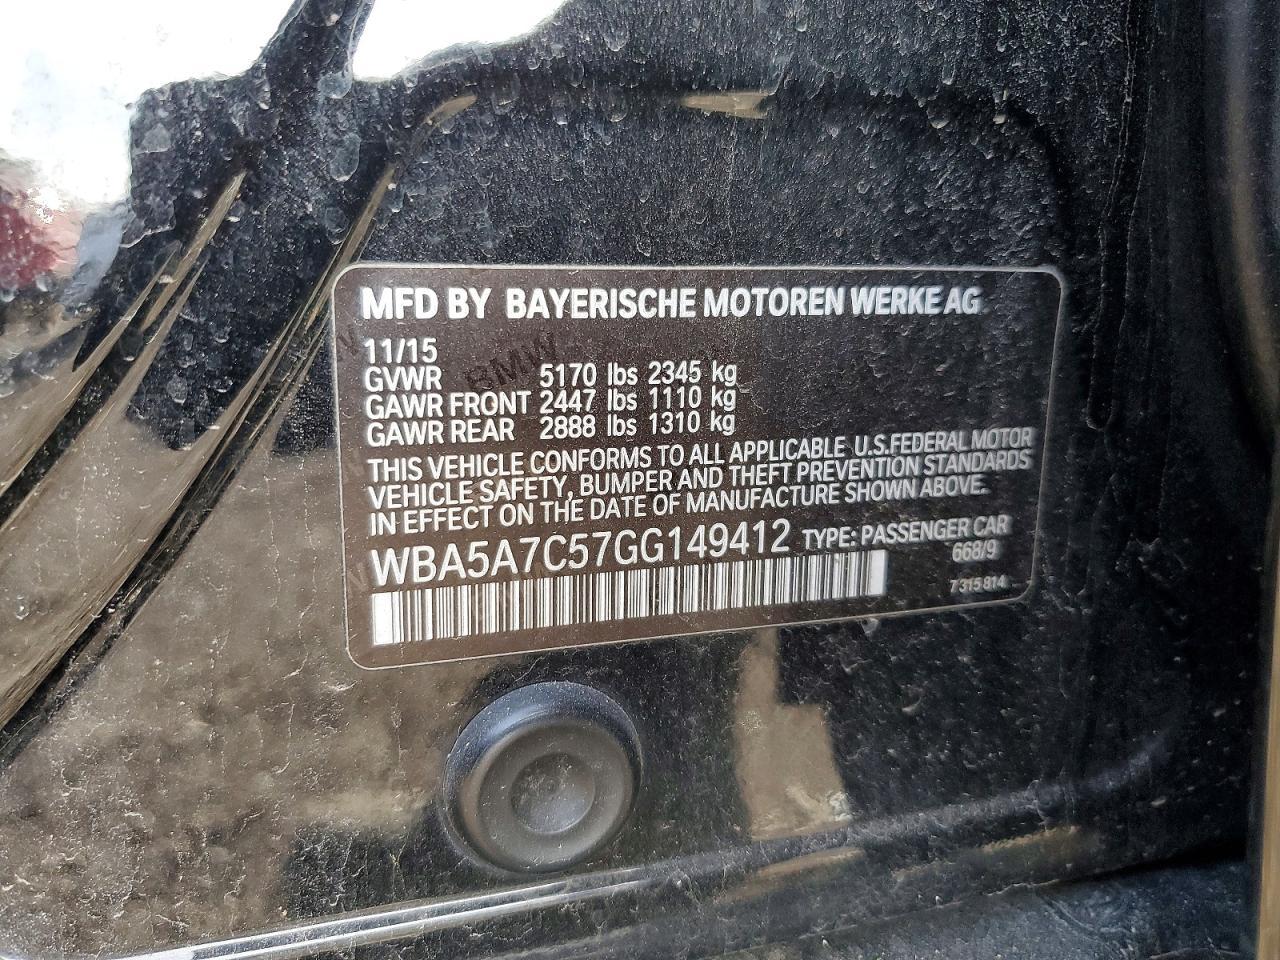 MFD BY BAYERISCHE MOTOREN WERKE AG
11/15
GVWR 5170 lbs 2345 kg
GAWR FRONT 2447 lbs 1110 kg
GAWR REAR 2888 lbs 1310 kg
THIS VEHICLE CONFORMS TO ALL APPLICABLE U.S.FEDERAL MOTOR
VEHICLE SAFETY, BUMPER AND THEFT PREVENTION STANDARDS
IN EFFECT ON THE DATE OF MANUFACTURE SHOWN ABOVE.
WBA5A7C57GG149412 TYPE: PASSENGER CAR
668/9
7 315 814
BMW